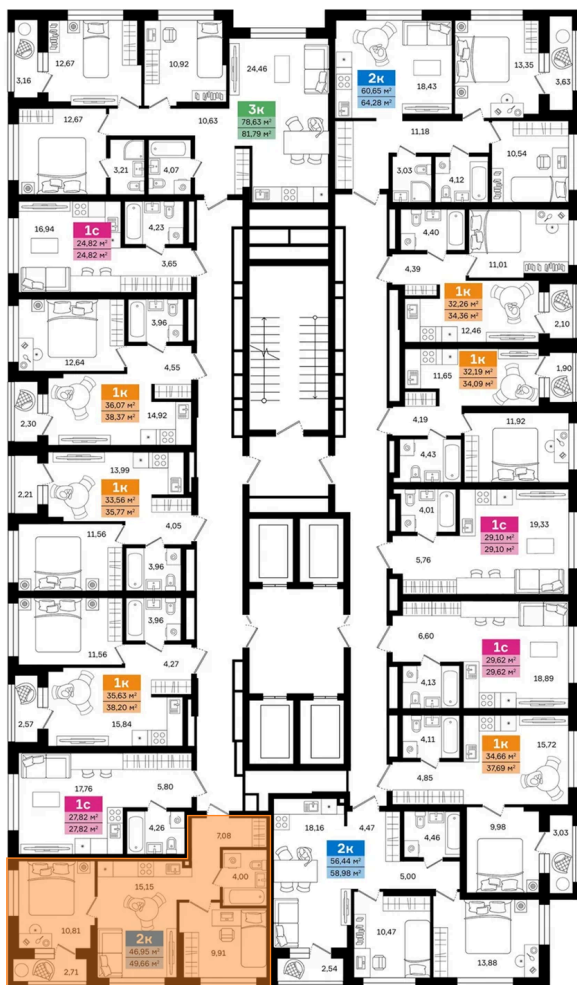 3,16
12,67
10,92
24,46
3к
78,63 м²
81,79 м²
12,67
10,63
3,21
4,07
2к
60,65 м²
64,28 м²
18,43
13,35
3,63
11,18
3,03
4,12
10,54
16,94
1с
24,82 м²
24,82 м²
4,23
3,65
4,40
11,01
4,39
1к
32,26 м²
34,36 м²
12,46
2,10
12,64
3,96
4,55
1к
36,07 м²
38,37 м²
14,92
2,30
11,65
1к
32,19 м²
34,09 м²
1,90
4,19
11,92
4,43
2,21
13,99
1к
33,56 м²
35,77 м²
4,05
11,56
3,96
4,01
1с
29,10 м²
29,10 м²
19,33
5,76
11,56
3,96
4,27
1к
35,63 м²
38,20 м²
2,57
15,84
6,60
1с
29,62 м²
29,62 м²
4,13
18,89
4,11
1к
34,66 м²
37,69 м²
15,72
4,85
17,76
5,80
1с
27,82 м²
27,82 м²
4,26
7,08
18,16
4,47
2к
56,44 м²
58,98 м²
4,46
9,98
3,03
5,00
15,15
4,00
10,81
2к
46,95 м²
49,66 м²
9,91
2,71
2,54
10,47
13,88